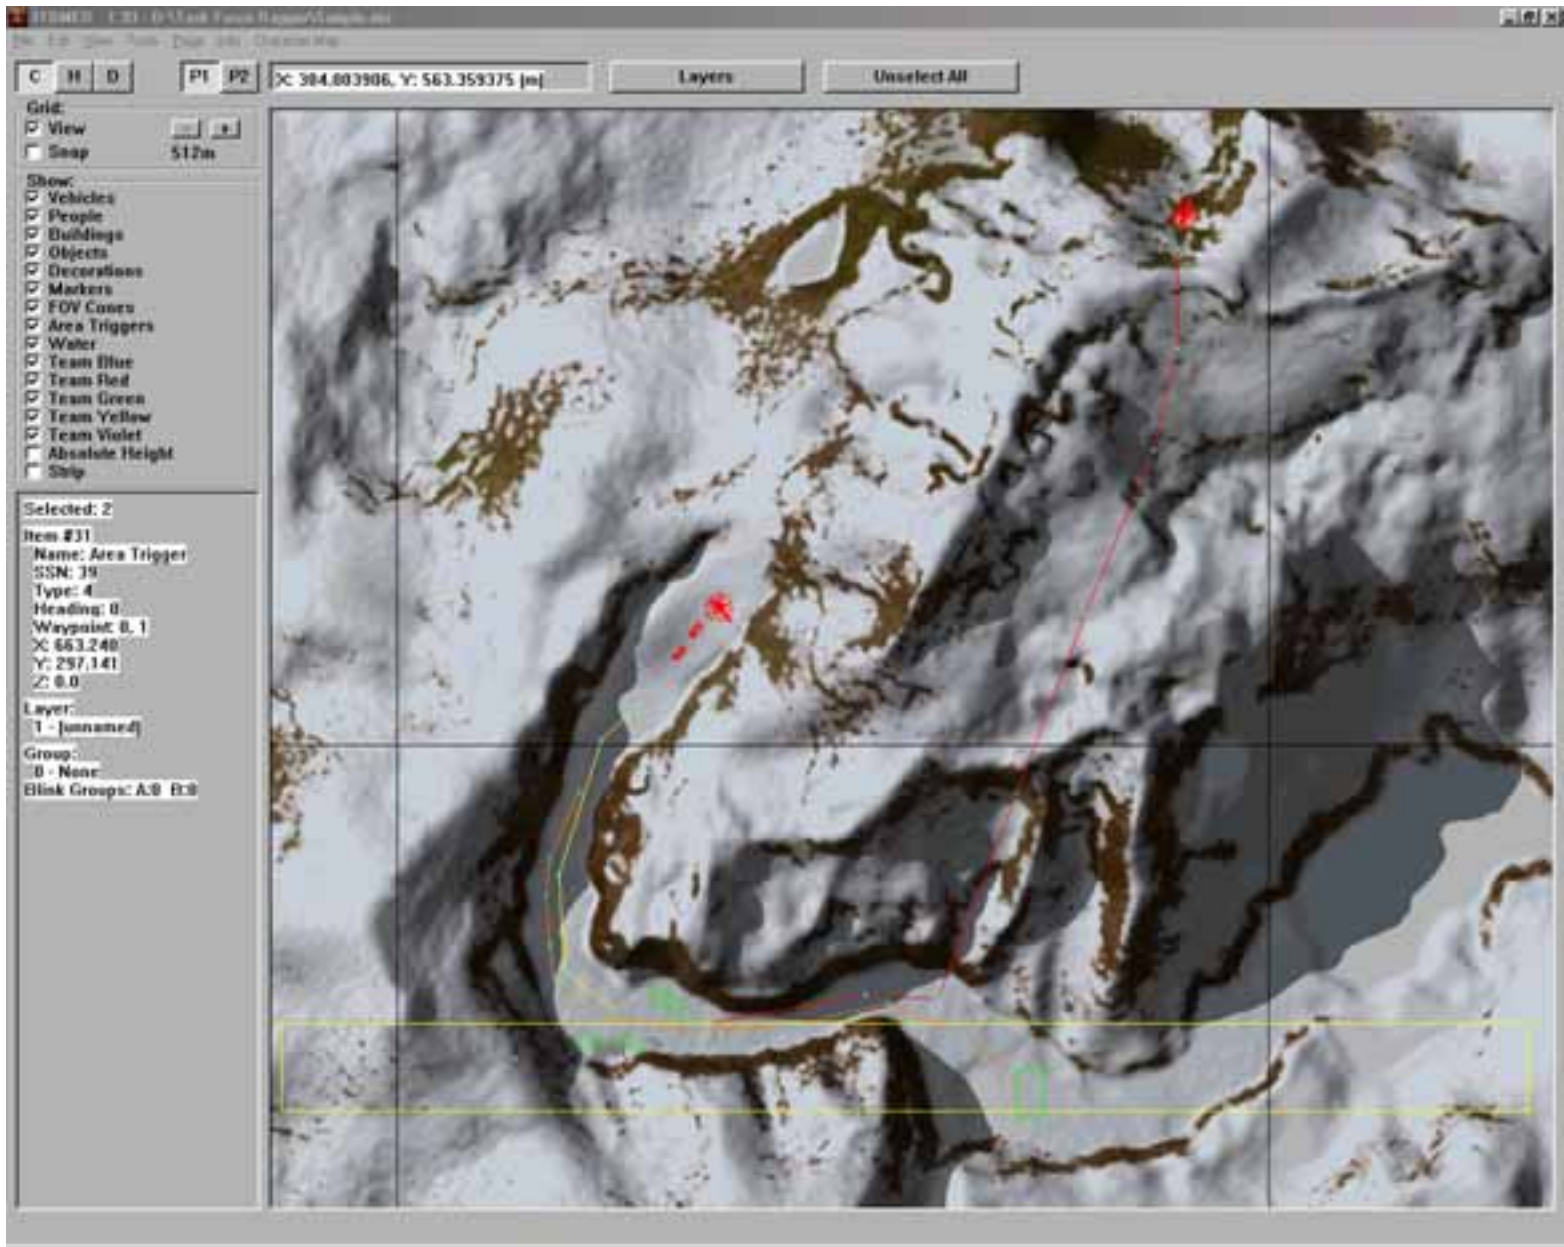 C H D P1 P2 X: 304.803906, Y: 563.359375 [m] Layers Unselect All
Grid:
View - +
Snap 512m
Show:
Vehicles
People
Buildings
Objects
Decorations
Markers
FOV Cones
Area Triggers
Water
Team Blue
Team Red
Team Green
Team Yellow
Team Violet
Absolute Height
Strip
Selected: 2
Item #31
Name: Area Trigger
SSN: 39
Type: 4
Heading: 0
Waypoint: 0, 1
X: 663.240
Y: 297.141
Z: 0.0
Layer:
1 - [unnamed]
Group:
0 - None
Blink Groups: A:0 B:0